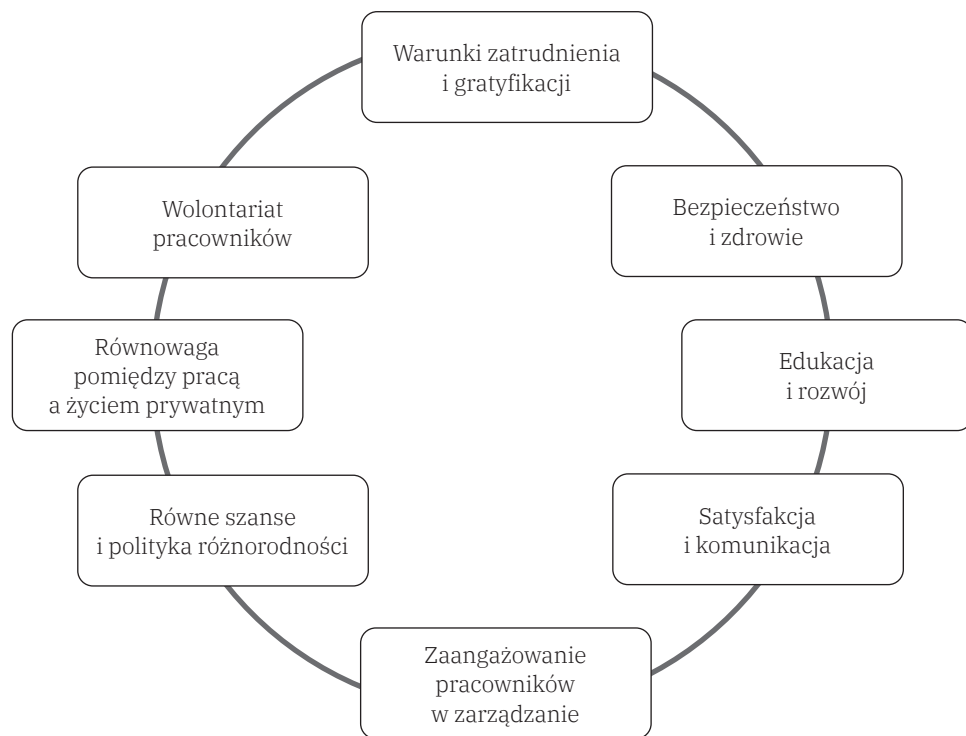 Warunki zatrudnienia
i gratyfikacji
Bezpieczeństwo
i zdrowie
Edukacja
i rozwój
Satysfakcja
i komunikacja
Zaangażowanie
pracowników
w zarządzanie
Równe szanse
i polityka różnorodności
Równowaga
pomiędzy pracą
a życiem prywatnym
Wolontariat
pracowników